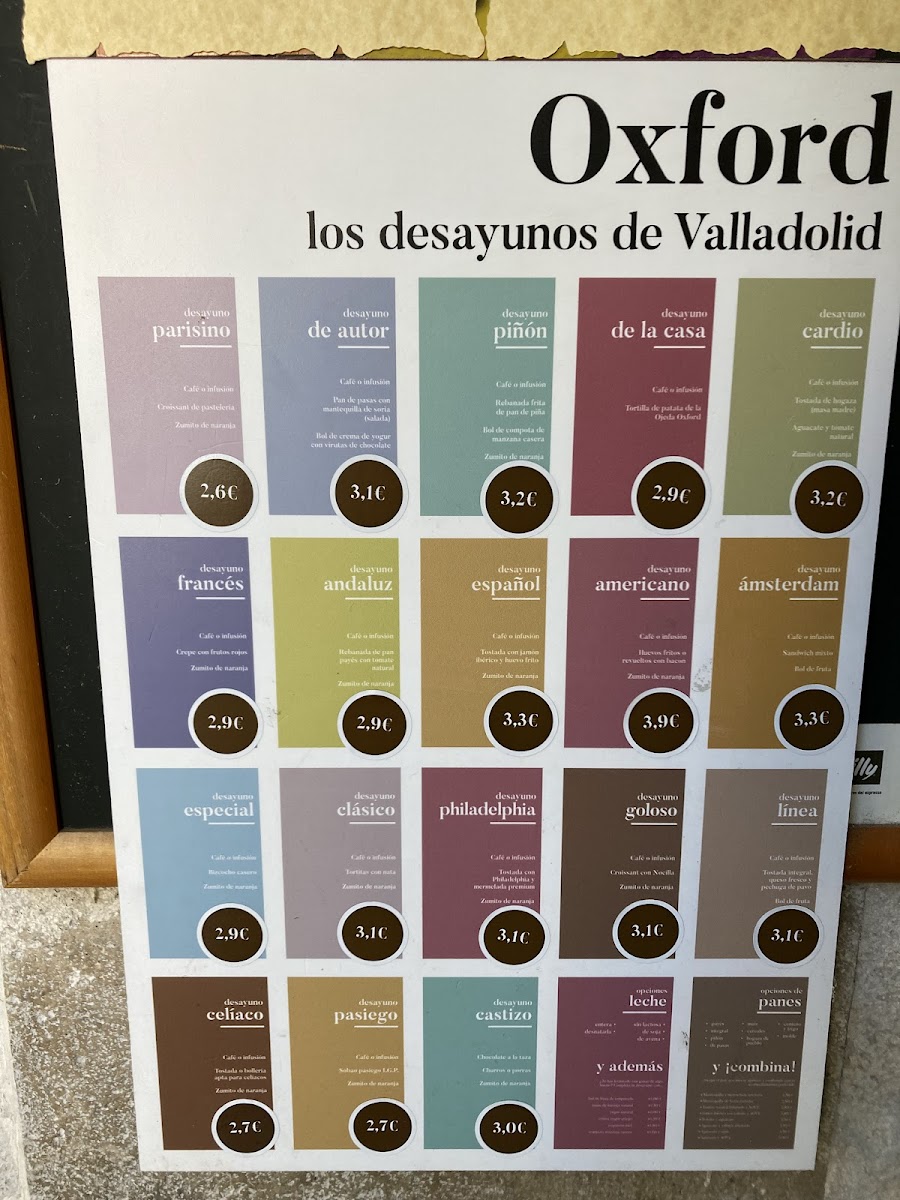 Oxford
los desayunos de Valladolid
desayuno
parisino
Café o infusión
Croissant de pastelería
Zumito de naranja
2,6€
desayuno
de autor
Café o infusión
Pan de pasas con
mantequilla de soria
(salada)
Bol de crema de yogur
con virutas de chocolate
3,1€
desayuno
piñón
Café o infusión
Rebanada frita
de pan de piña
Bol de compota de
manzana casera
Zumito de naranja
3,2€
desayuno
de la casa
Café o infusión
Tortilla de patata de la
Ojeda Oxford
2,9€
desayuno
cardio
Café o infusión
Tostada de hogaza
(masa madre)
Aguacate y tomate
natural
Zumito de naranja
3,2€
desayuno
francés
Café o infusión
Crepe con frutos rojos
Zumito de naranja
2,9€
desayuno
andaluz
Café o infusión
Rebanada de pan
payés con tomate
natural
Zumito de naranja
2,9€
desayuno
español
Café o infusión
Tostada con jamón
ibérico y huevo frito
Zumito de naranja
3,3€
desayuno
americano
Café o infusión
Huevos fritos o
revueltos con bacon
Zumito de naranja
3,9€
desayuno
ámsterdam
Café o infusión
Sandwich mixto
Bol de fruta
3,3€
desayuno
especial
Café o infusión
Bizcocho casero
Zumito de naranja
2,9€
desayuno
clásico
Café o infusión
Tortitas con nata
Zumito de naranja
3,1€
desayuno
philadelphia
Café o infusión
Tostada con
Philadelphia y
mermelada premium
Zumito de naranja
3,1€
desayuno
goloso
Café o infusión
Croissant con Nocilla
Zumito de naranja
3,1€
desayuno
línea
Café o infusión
Tostada integral,
queso fresco y
pechuga de pavo
Bol de fruta
3,1€
desayuno
celíaco
Café o infusión
Tostada o bollería
apta para celiacos
Zumito de naranja
2,7€
desayuno
pasiego
Café o infusión
Sobao pasiego I.G.P.
Zumito de naranja
2,7€
desayuno
castizo
Chocolate a la taza
Churros o porras
Zumito de naranja
3,0€
opciones
leche
entera •
desnatada •
sin lactosa •
de soja •
de avena •
y además
opciones de
panes
y ¡combina!